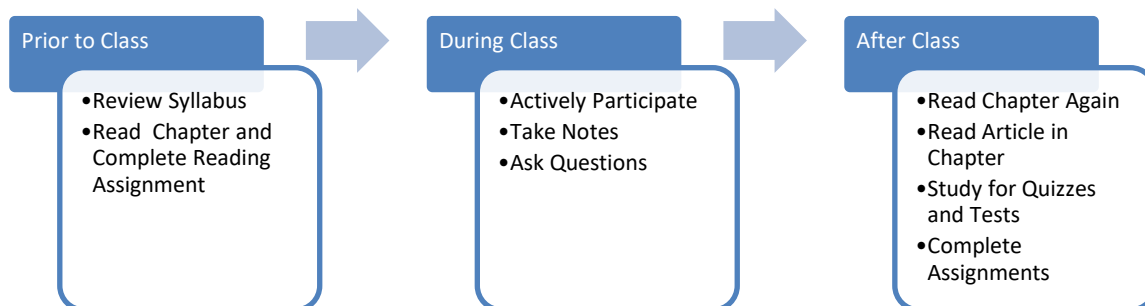 Prior to Class
•Review Syllabus
•Read Chapter and
Complete Reading
Assignment
During Class
•Actively Participate
•Take Notes
•Ask Questions
After Class
•Read Chapter Again
•Read Article in
Chapter
•Study for Quizzes
and Tests
•Complete
Assignments